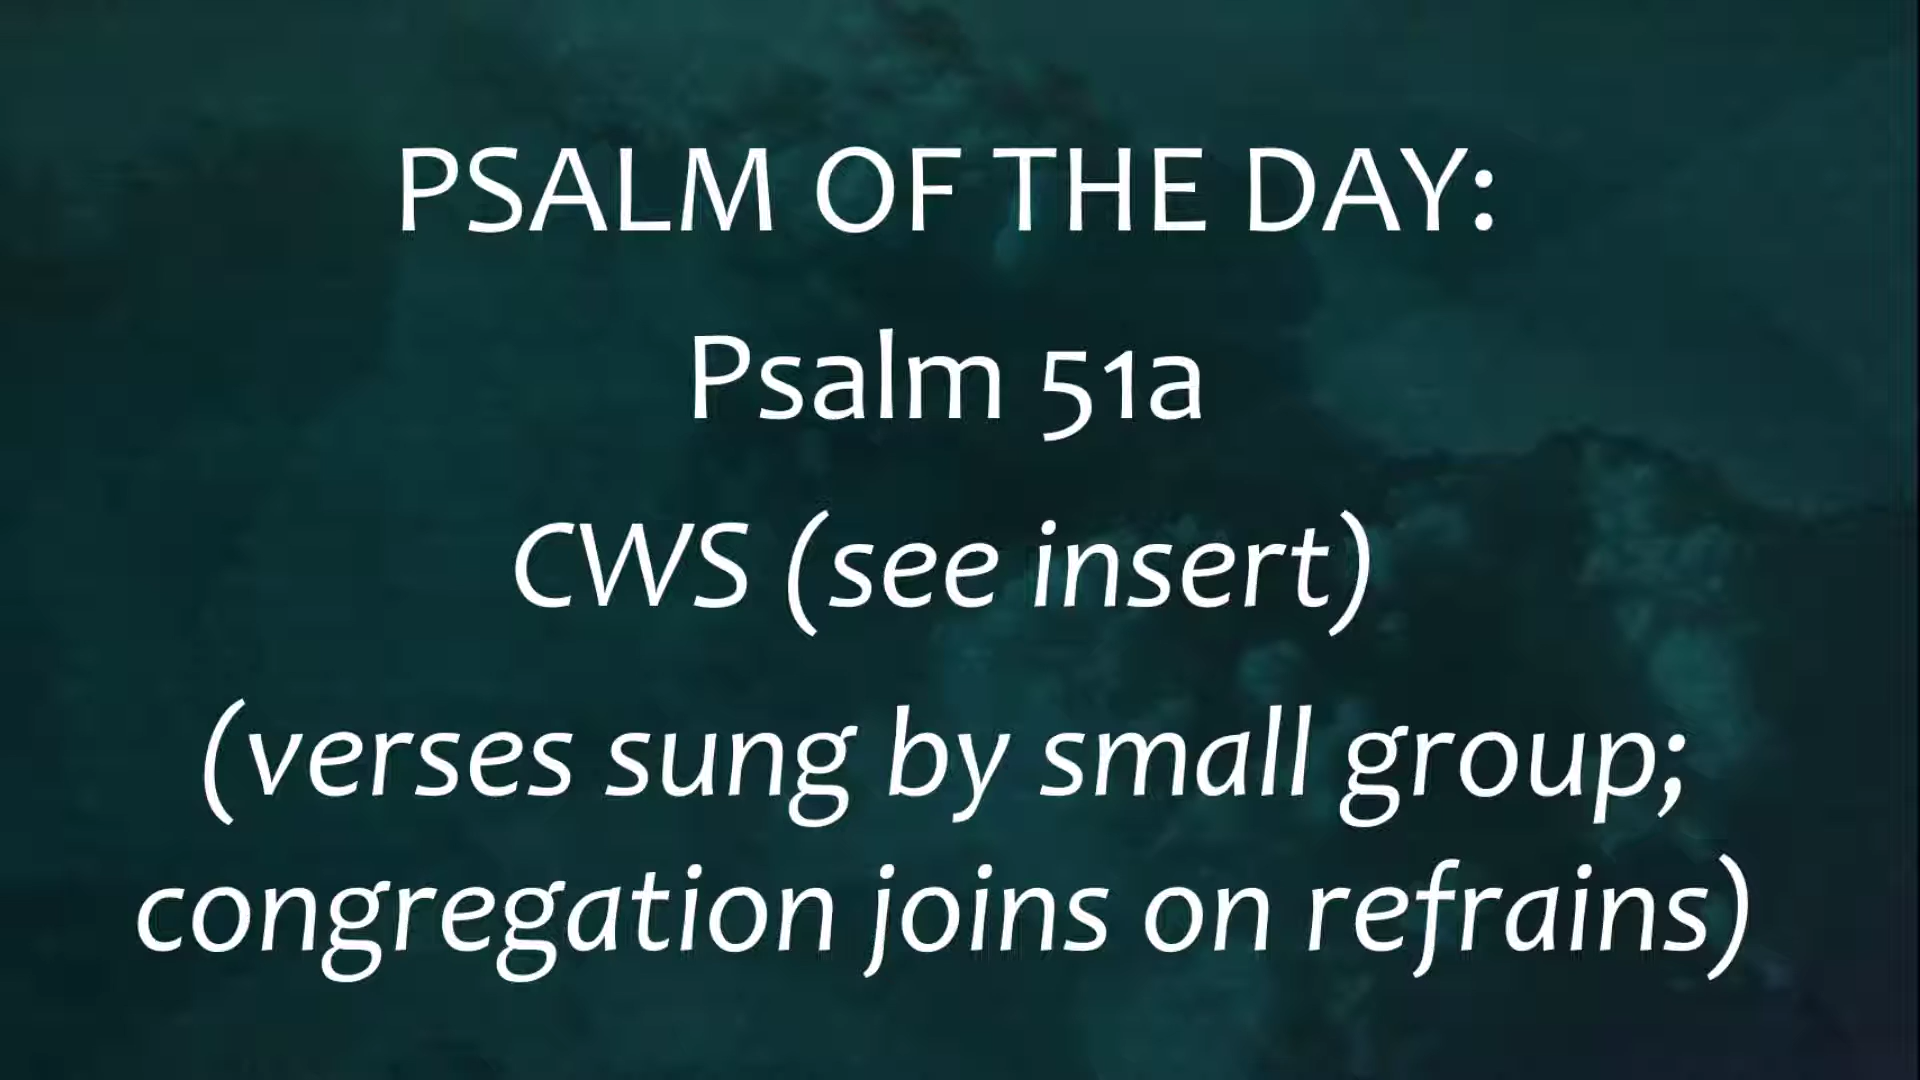 PSALM OF THE DAY:
Psalm 51a
CWS (see insert)
(verses sung by small group;
congregation joins on refrains)